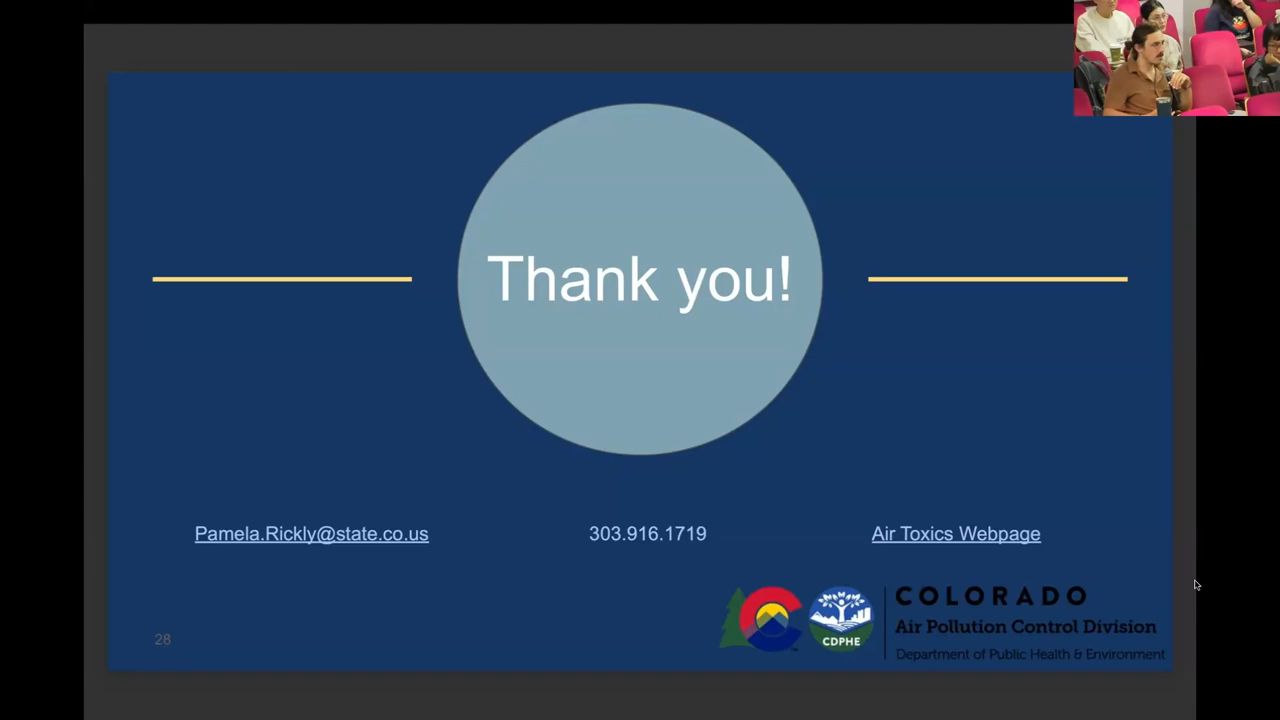 Thank you!
Pamela.Rickly@state.co.us
303.916.1719
Air Toxics Webpage
COLORADO
Air Pollution Control Division
CDPHE
Department of Public Health & Environment
28